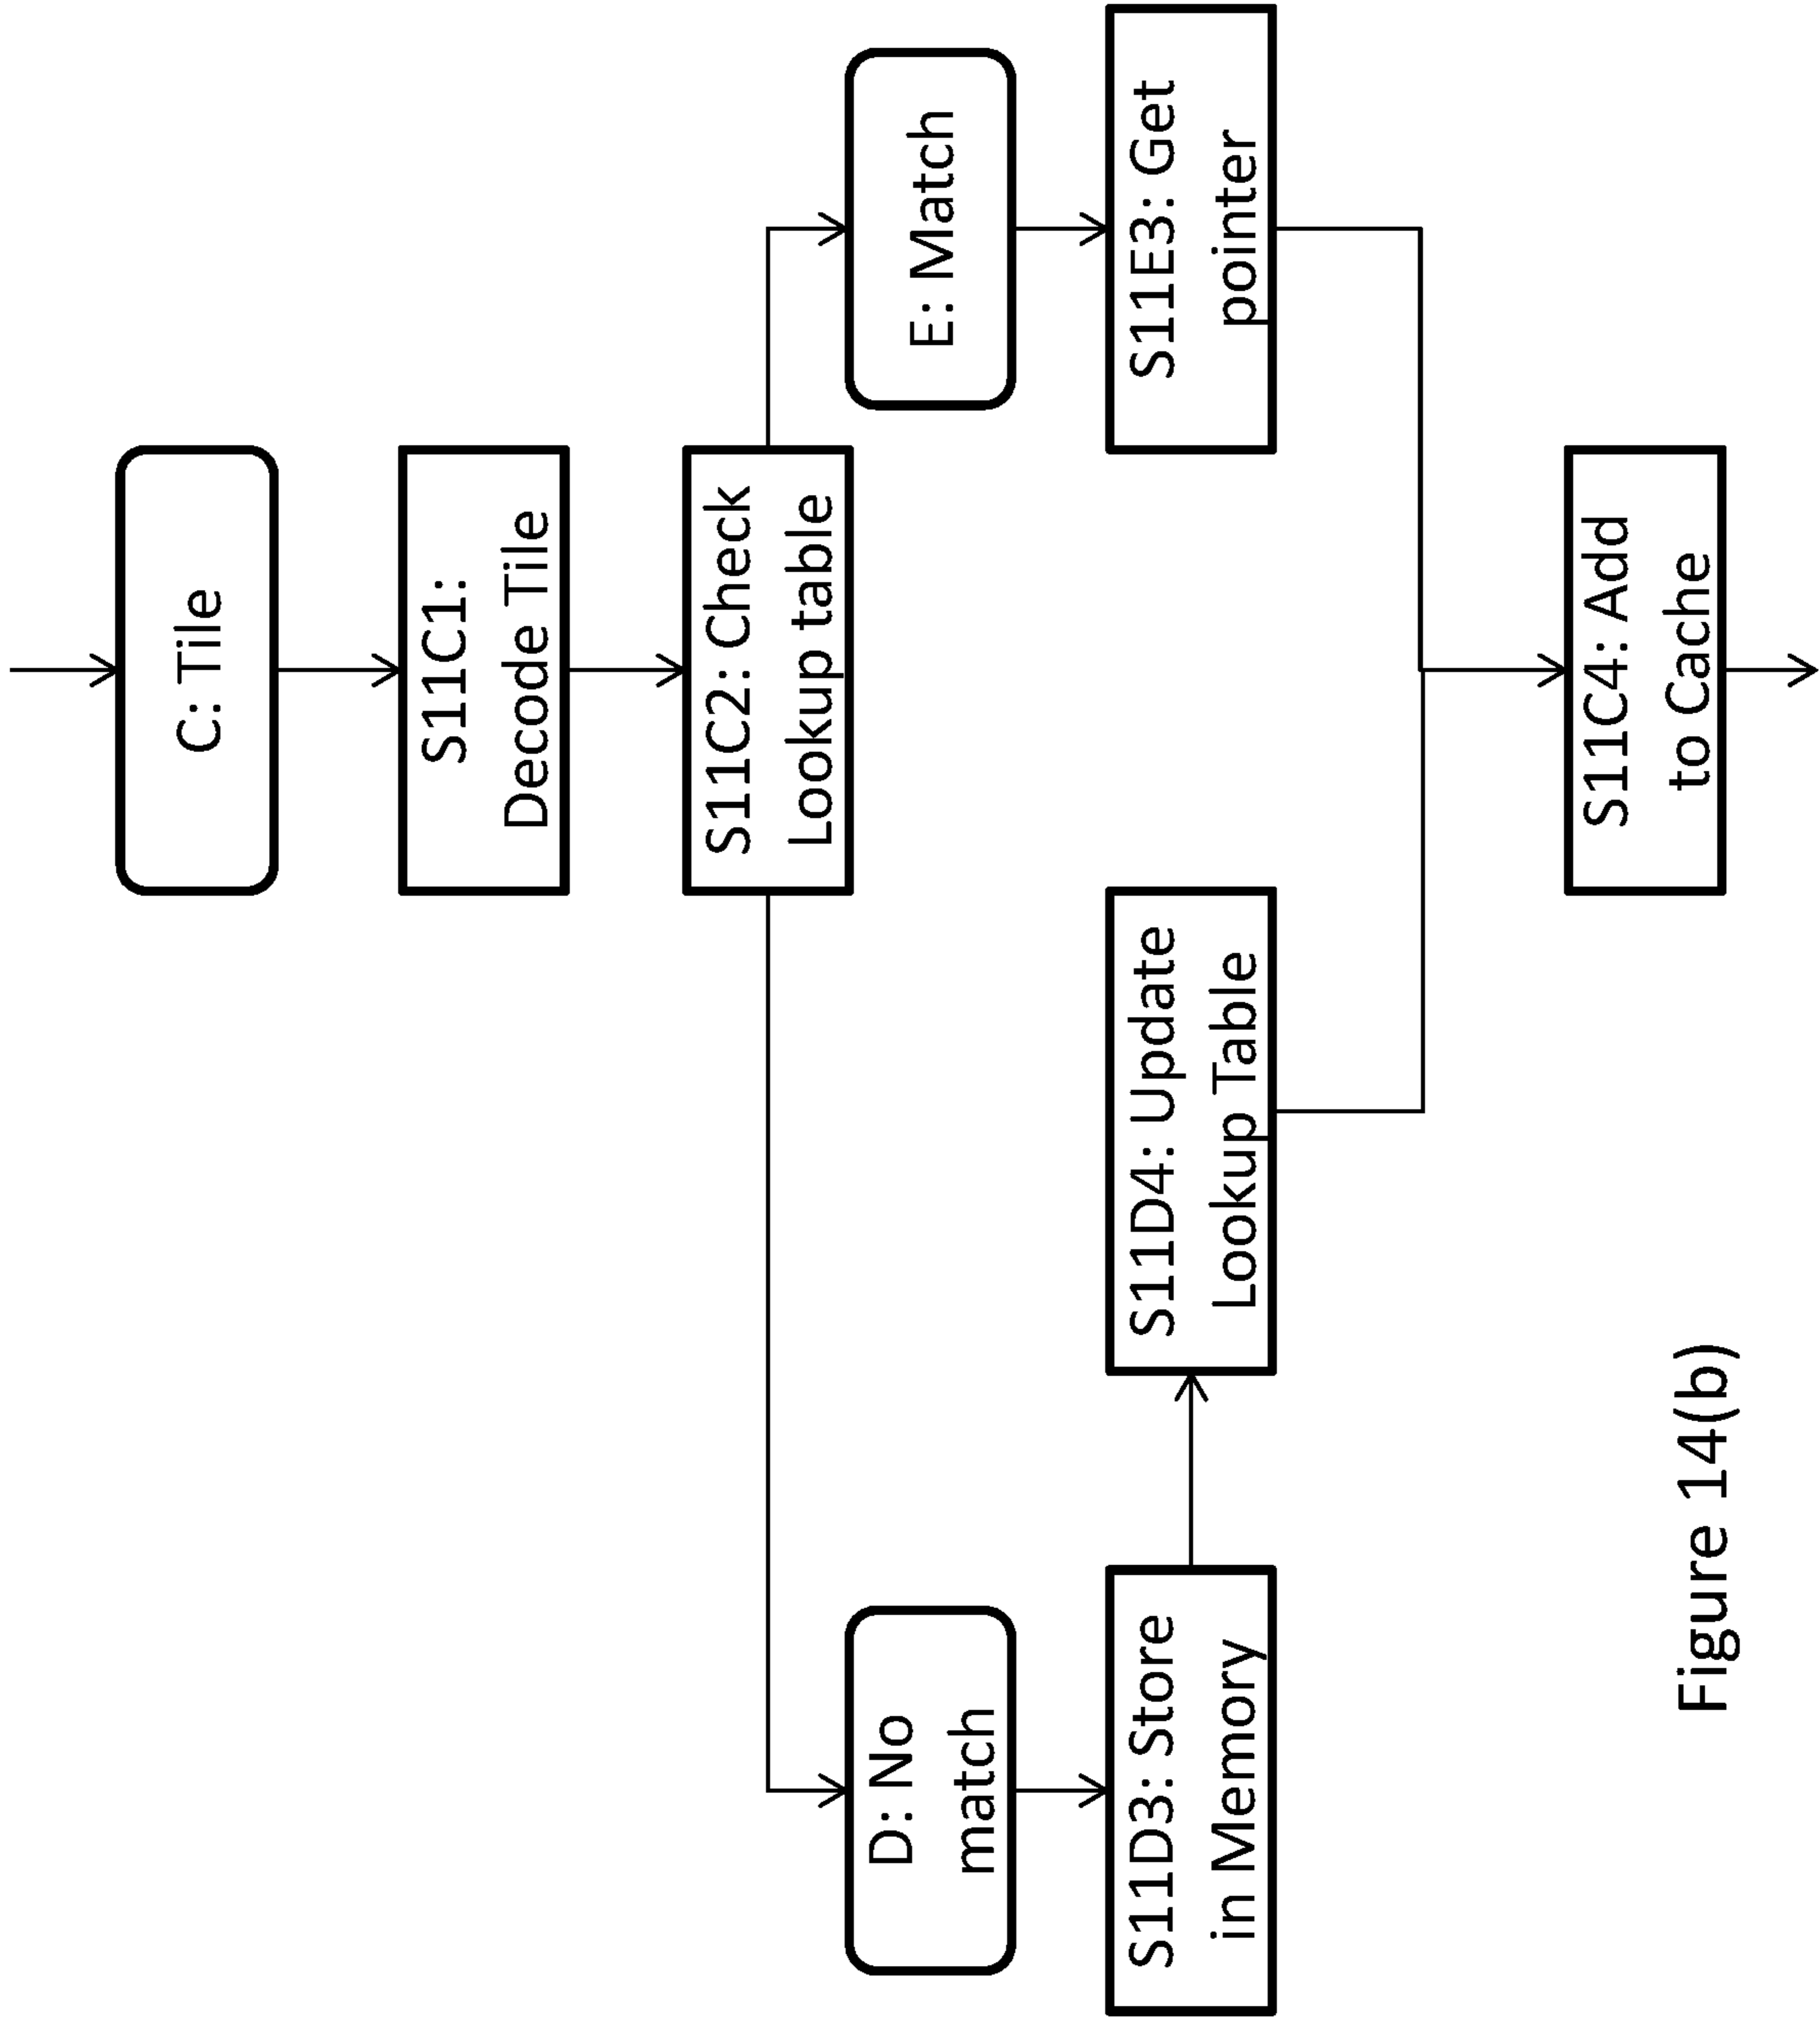 C: Tile
S11C1:
Decode Tile
S11C2: Check
Lookup table
D: No
match
E: Match
S11D3: Store
in Memory
S11D4: Update
Lookup Table
S11E3: Get
pointer
S11C4: Add
to Cache
Figure 14(b)